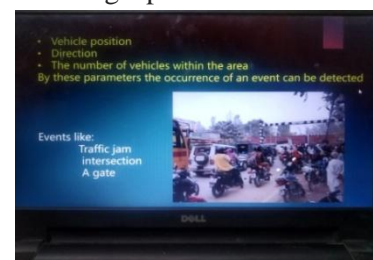 • Vehicle position
• Direction
• The number of vehicles within the area
By these parameters the occurrence of an event can be detected
Events like:
Traffic jam
intersection
A gate
DELL